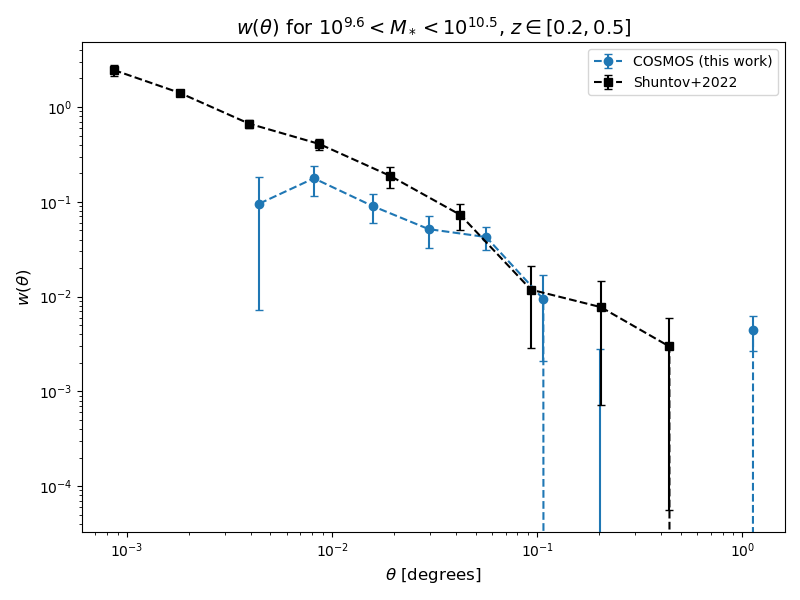 w(θ) for 10^9.6 < M_* < 10^10.5, z ∈ [0.2, 0.5]
COSMOS (this work)
Shuntov+2022
w(θ)
10^0
10^-1
10^-2
10^-3
10^-4
10^-3 10^-2 10^-1 10^0
θ [degrees]